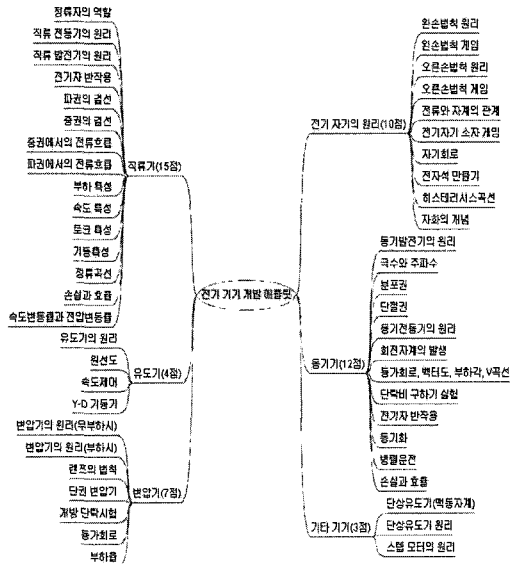 정류자의 역할
직류 전동기의 원리
직류 발전기의 원리
전기자 반작용
파권의 결선
중권의 결선
중권에서의 전류흐름
파권에서의 전류흐름
직류기(15점)
부하 특성
속도 특성
토크 특성
기동특성
정류곡선
손실과 효율
속도변동률과 전압변동률
유도기의 원리
원선도
유도기(4점)
속도제어
Y-D 기동기
변압기의 원리(무부하시)
변압기의 원리(부하시)
렌쯔의 법칙
단권 변압기
변압기(7점)
개방 단락시험
등가회로
부하율
전기 기기 개발 애플릿
왼손법칙 원리
왼손법칙 게임
오른손법칙 원리
오른손법칙 게임
전기 자기의 원리(10점)
전류와 자계의 관계
전기자기 소자 게임
자기회로
전자석 만들기
히스테리시스곡선
자화의 개념
동기발전기의 원리
극수와 주파수
분포권
단절권
동기전동기의 원리
회전자계의 발생
동기기(12점)
등가회로, 백터도, 부하각, V곡선
단락비 구하기 실험
전기자 반작용
동기화
병렬운전
손실과 효율
단상유도기(맥동자계)
기타 기기(3점)
단상유도기 원리
스텝 모터의 원리